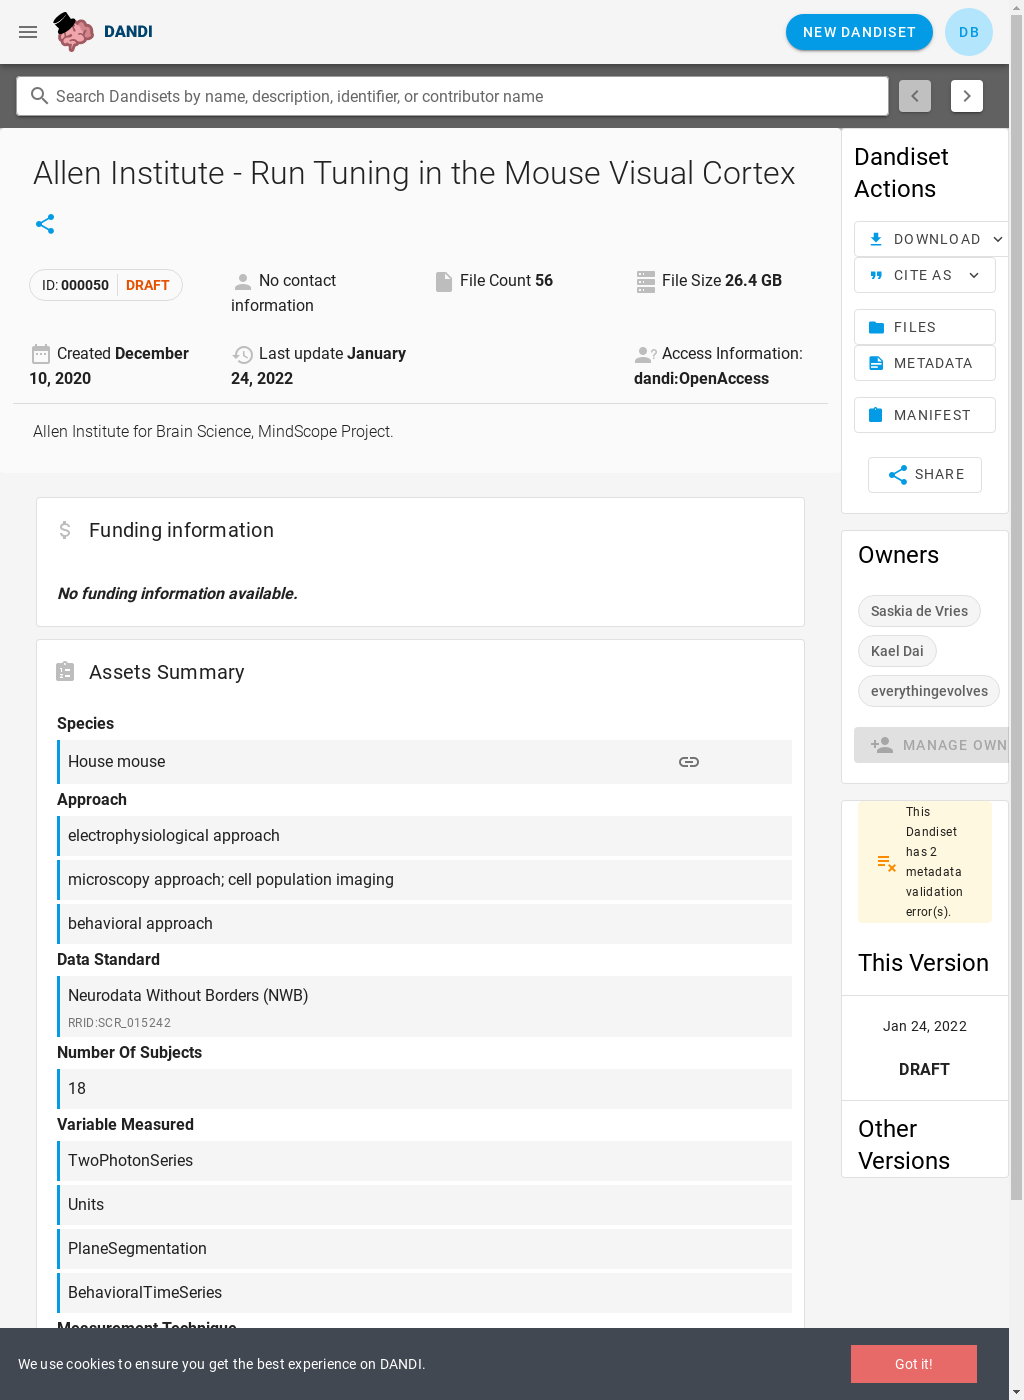 DANDI
NEW DANDISET
DB
Search Dandisets by name, description, identifier, or contributor name
Allen Institute - Run Tuning in the Mouse Visual Cortex
ID: 000050 DRAFT
No contact
information
File Count 56
File Size 26.4 GB
Created December
10, 2020
Last update January
24, 2022
Access Information:
dandi:OpenAccess
Allen Institute for Brain Science, MindScope Project.
Funding information
No funding information available.
Assets Summary
Species
House mouse
Approach
electrophysiological approach
microscopy approach; cell population imaging
behavioral approach
Data Standard
Neurodata Without Borders (NWB)
RRID:SCR_015242
Number Of Subjects
18
Variable Measured
TwoPhotonSeries
Units
PlaneSegmentation
BehavioralTimeSeries
Measurement Technique
Dandiset
Actions
DOWNLOAD
CITE AS
FILES
METADATA
MANIFEST
SHARE
Owners
Saskia de Vries
Kael Dai
everythingevolves
MANAGE OWN
This
Dandiset
has 2
metadata
validation
error(s).
This Version
Jan 24, 2022
DRAFT
Other
Versions
We use cookies to ensure you get the best experience on DANDI.
Got it!